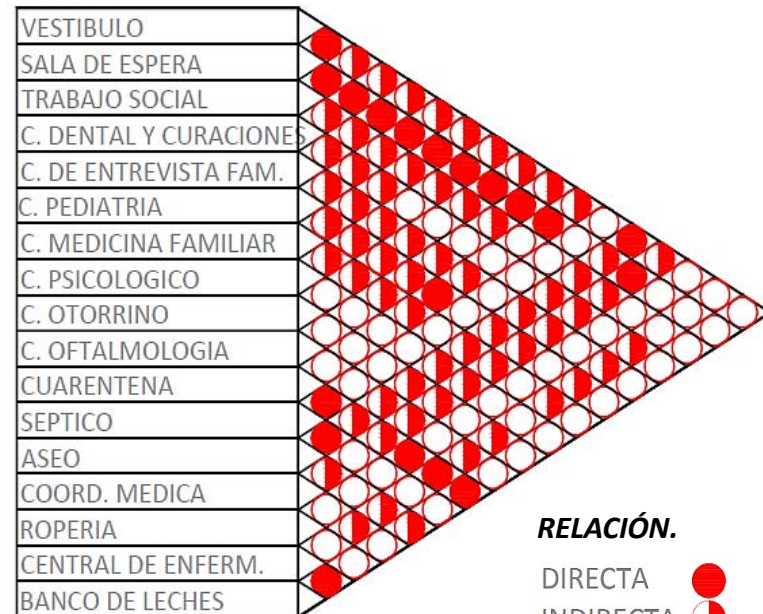 VESTIBULO
SALA DE ESPERA
TRABAJO SOCIAL
C. DENTAL Y CURACIONES
C. DE ENTREVISTA FAM.
C. PEDIATRIA
C. MEDICINA FAMILIAR
C. PSICOLOGICO
C. OTORRINO
C. OFTALMOLOGIA
CUARENTENA
SEPTICO
ASEO
COORD. MEDICA
ROPERIA
CENTRAL DE ENFERM.
BANCO DE LECHES
RELACIÓN.
DIRECTA
INDIRECTA